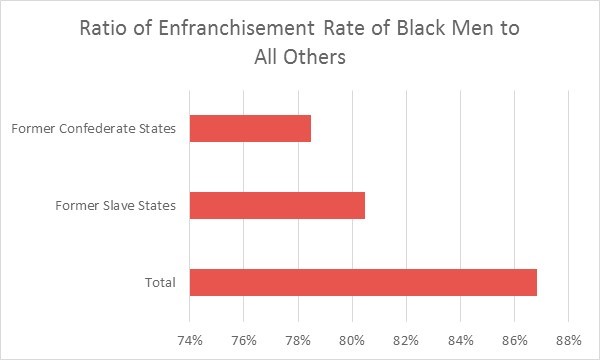 Ratio of Enfranchisement Rate of Black Men to
All Others
Former Confederate States
Former Slave States
Total
74% 76% 78% 80% 82% 84% 86% 88%